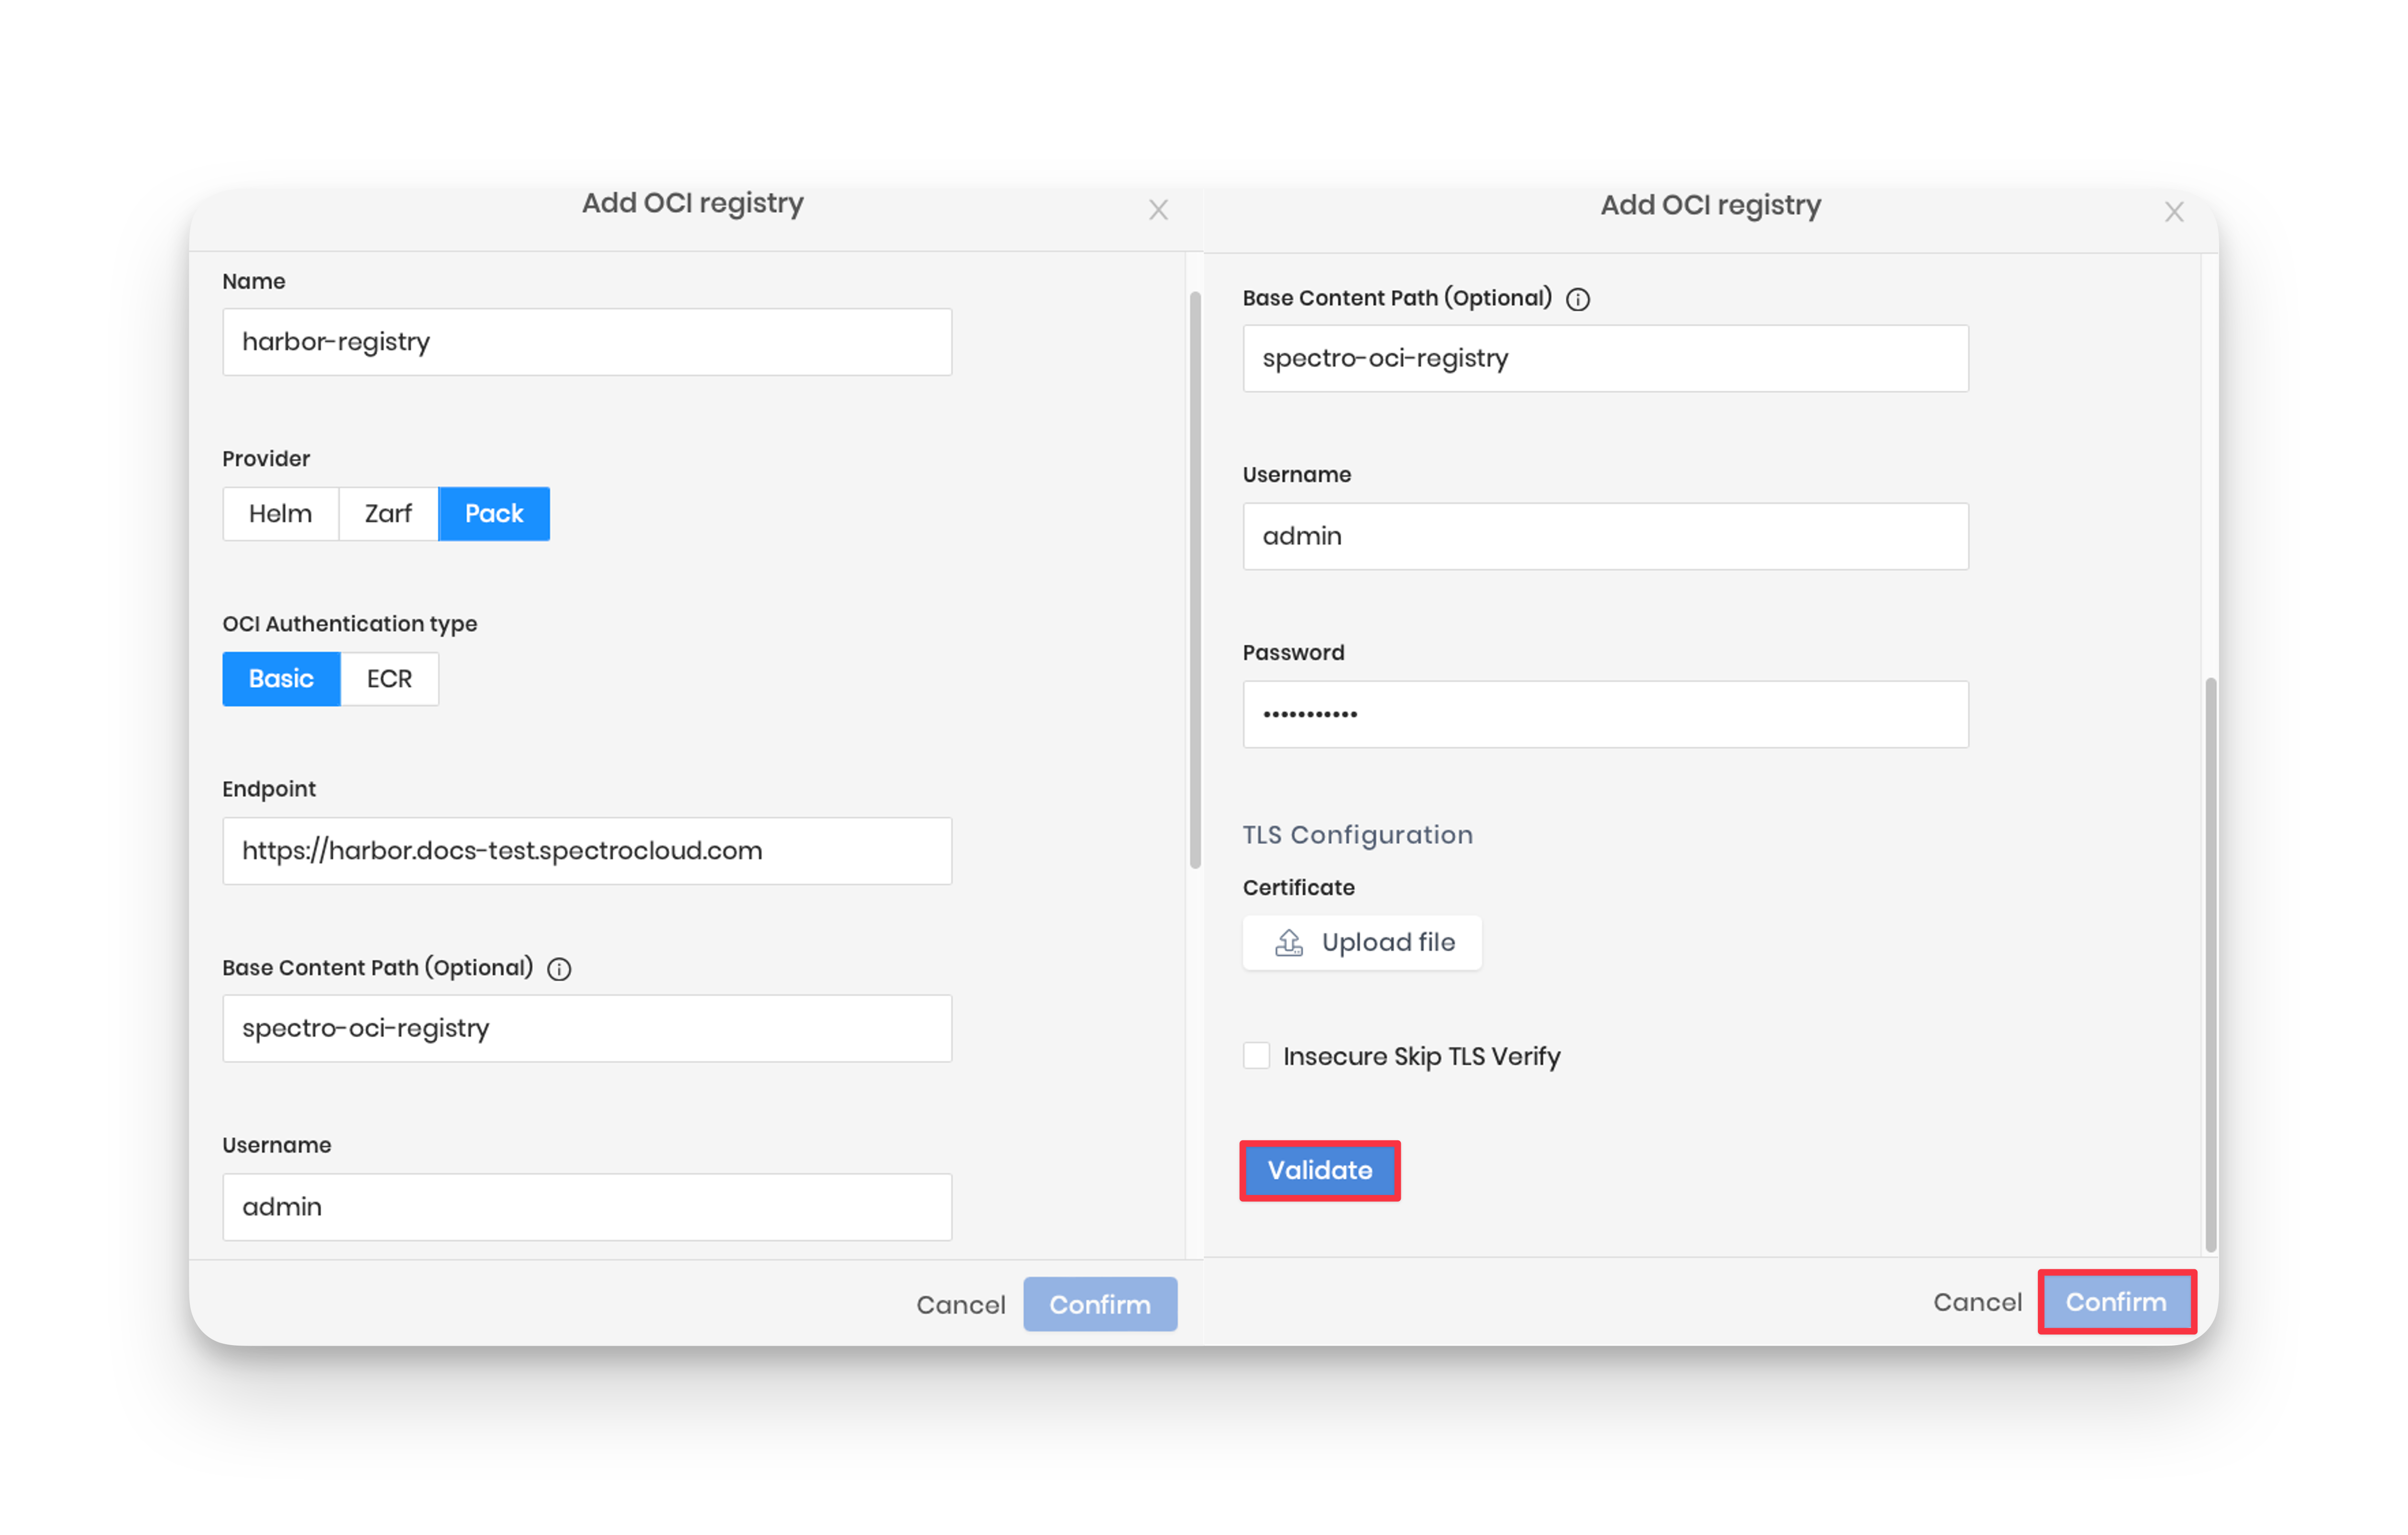 Add OCI registry
Name
harbor-registry
Provider
Helm Zarf Pack
OCI Authentication type
Basic ECR
Endpoint
https://harbor.docs-test.spectrocloud.com
Base Content Path (Optional)
spectro-oci-registry
Username
admin
Cancel Confirm
Add OCI registry
Base Content Path (Optional)
spectro-oci-registry
Username
admin
Password
•••••••••••
TLS Configuration
Certificate
Upload file
Insecure Skip TLS Verify
Validate
Cancel Confirm